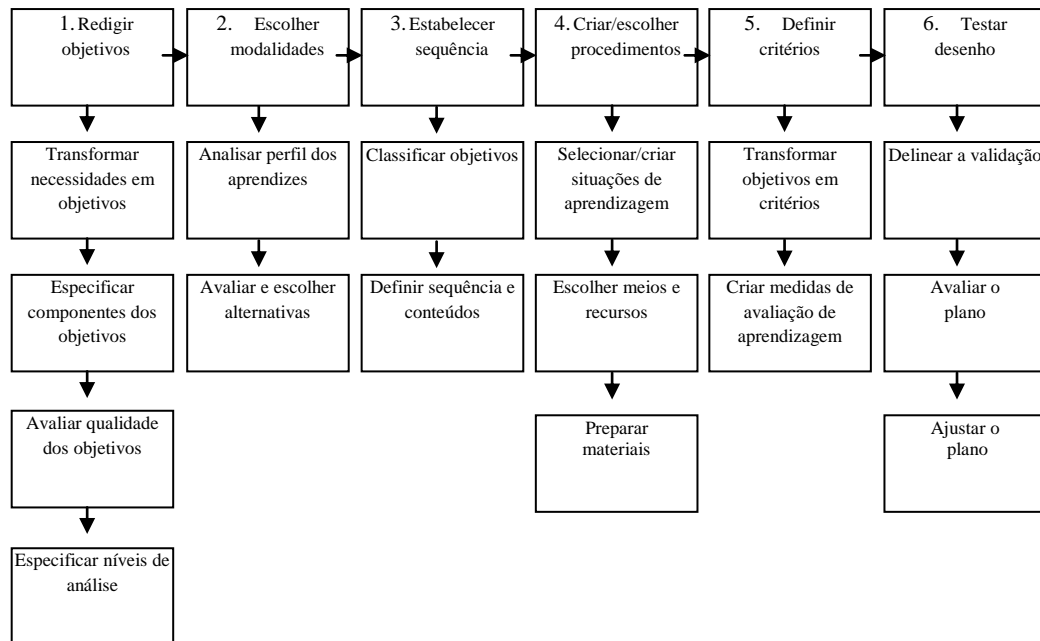 1. Redigir
objetivos
2. Escolher
modalidades
3. Estabelecer
sequência
4. Criar/escolher
procedimentos
5. Definir
critérios
6. Testar
desenho
Transformar
necessidades em
objetivos
Analisar perfil dos
aprendizes
Classificar objetivos
Selecionar/criar
situações de
aprendizagem
Transformar
objetivos em
critérios
Delinear a validação
Especificar
componentes dos
objetivos
Avaliar e escolher
alternativas
Definir sequência e
conteúdos
Escolher meios e
recursos
Criar medidas de
avaliação de
aprendizagem
Avaliar o
plano
Avaliar qualidade
dos objetivos
Preparar
materiais
Ajustar o
plano
Especificar níveis de
análise